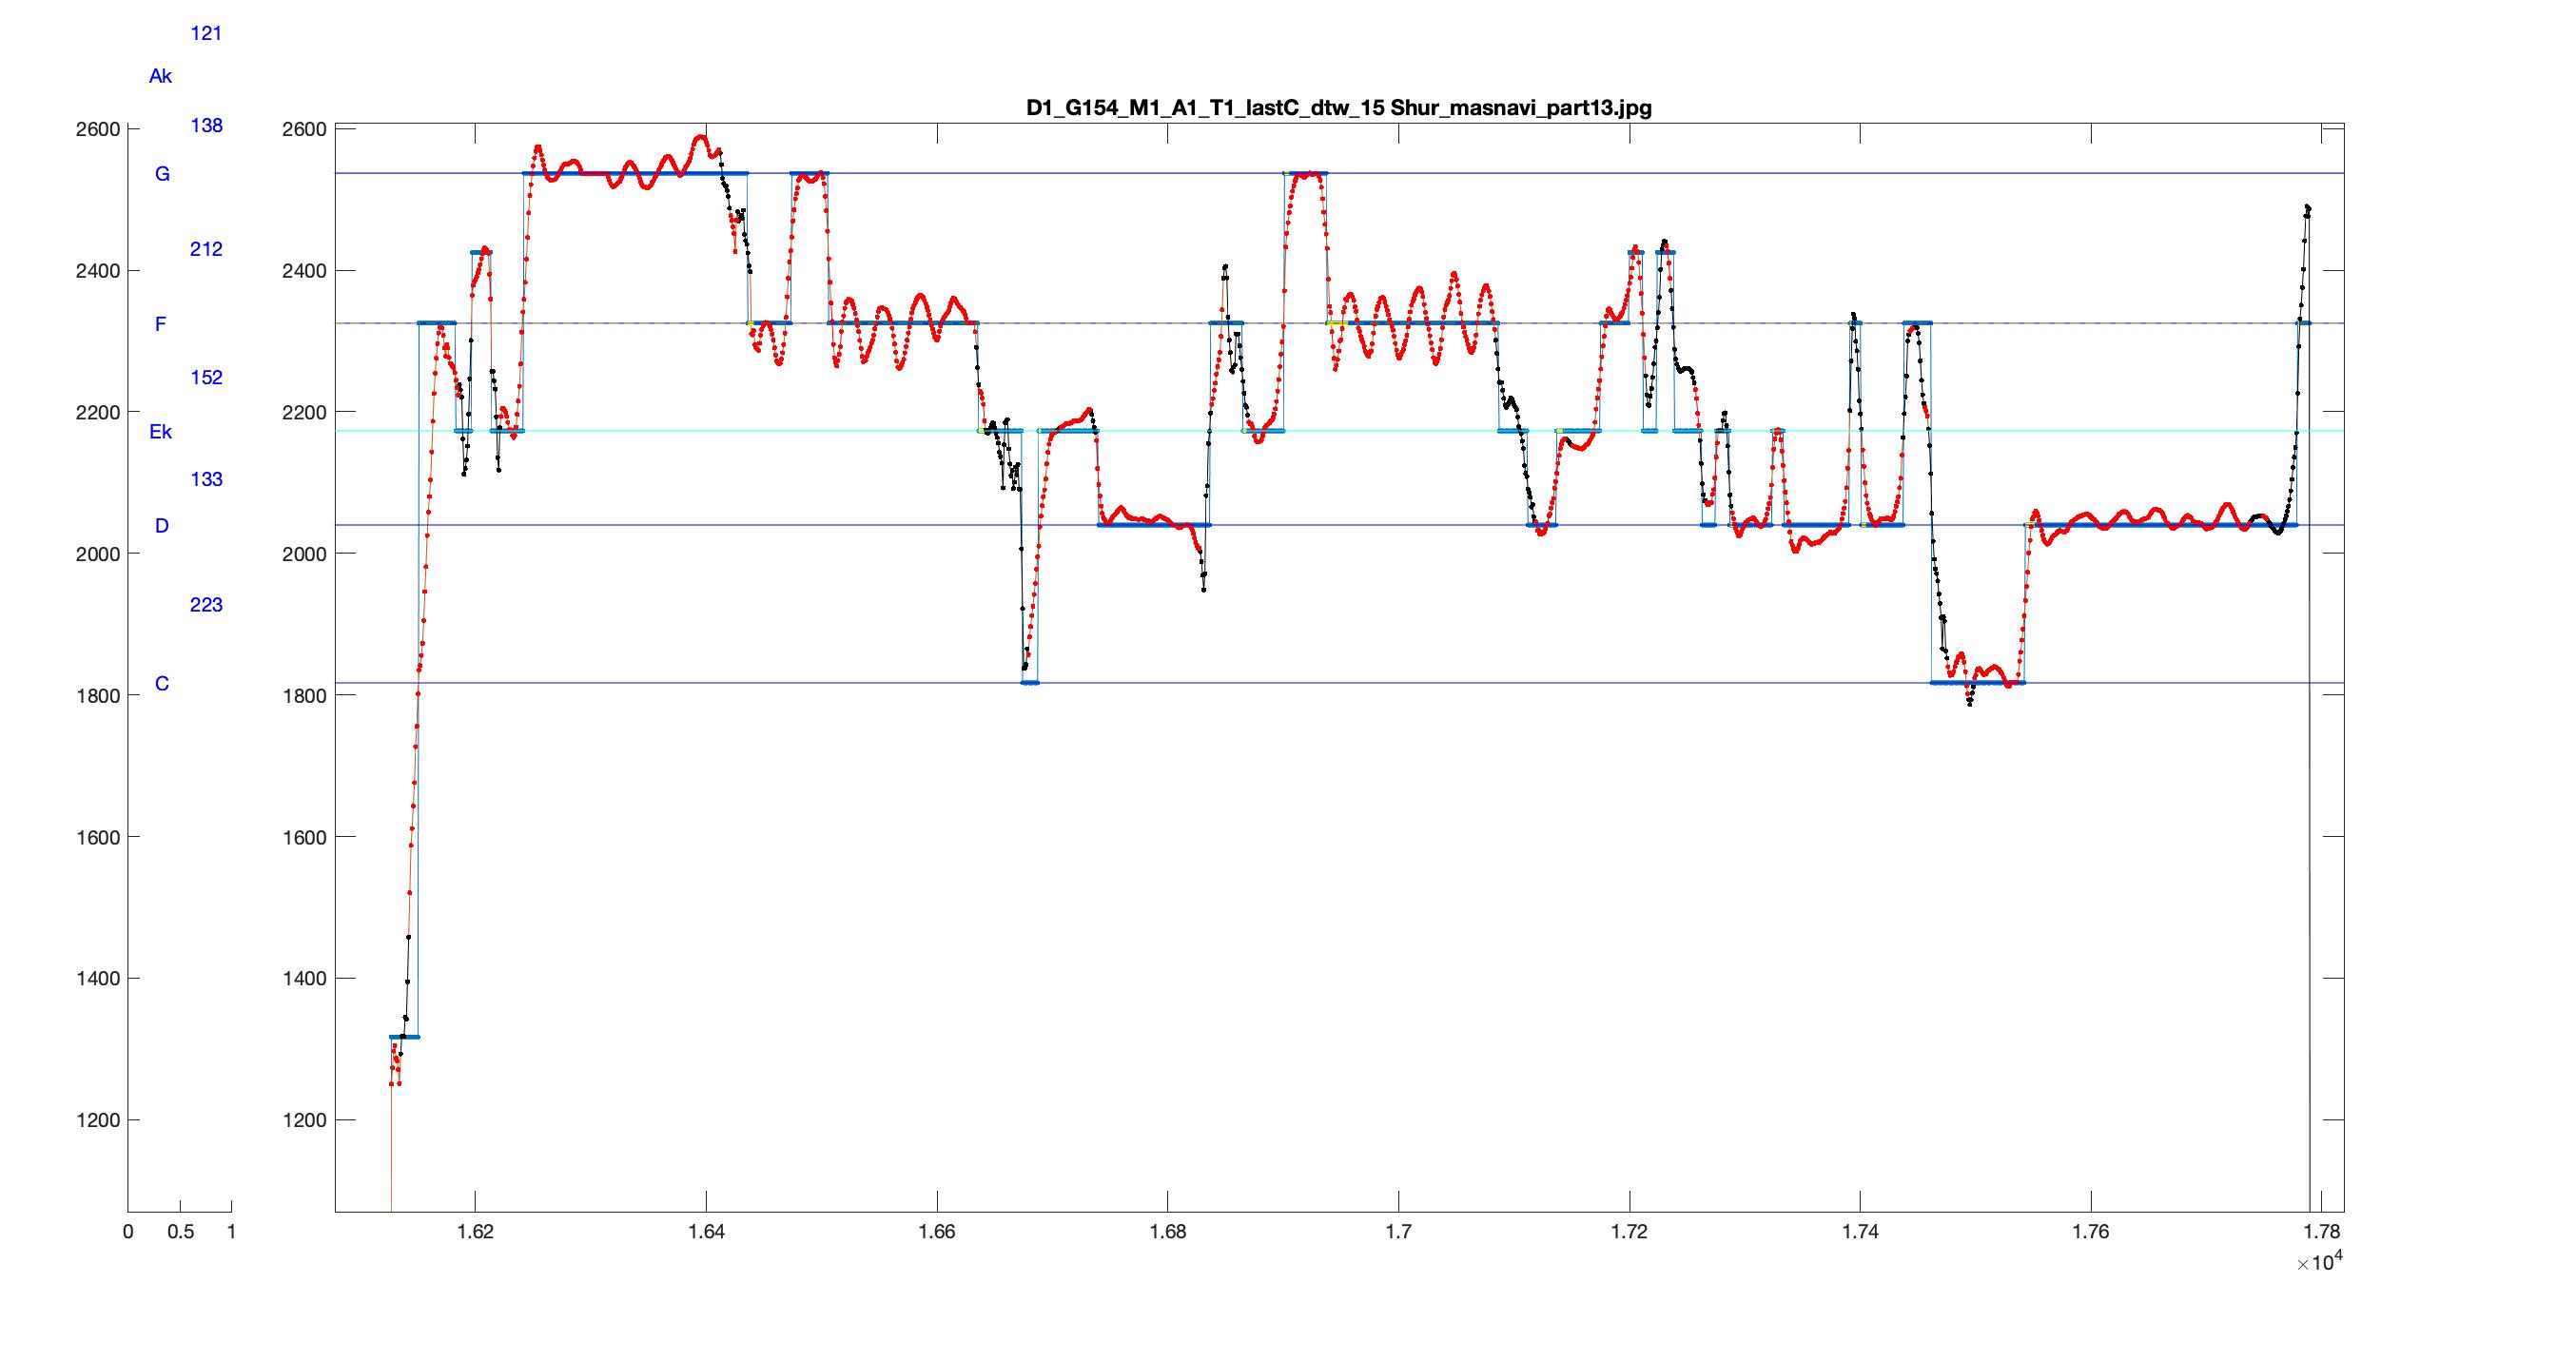 121
Ak
D1_G154_M1_A1_T1_lastC_dtw_15 Shur_masnavi_part13.jpg
2600 138 2600
G
212
2400 2400
F
152
2200 Ek 2200
133
D
2000 2000
223
C
1800 1800
1600 1600
1400 1400
1200 1200
0 0.5 1 1.62 1.64 1.66 1.68 1.7 1.72 1.74 1.76 1.78
×10⁴